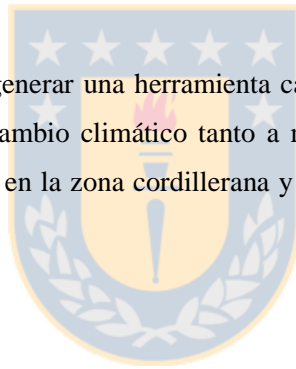 generar una herramienta ca
ambio climático tanto a n
en la zona cordillerana y